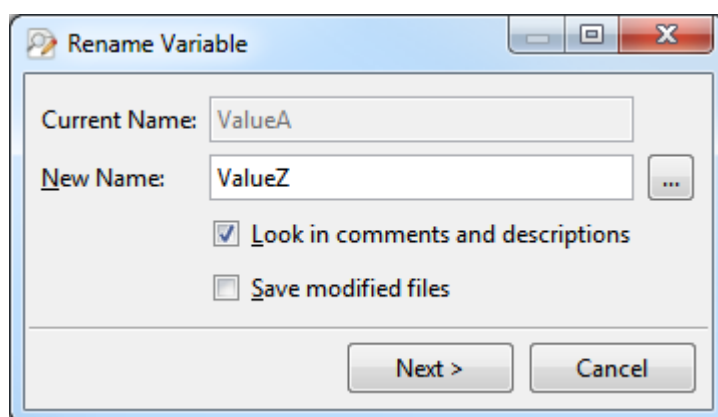 Rename Variable
Current Name: ValueA
New Name: ValueZ ...
Look in comments and descriptions
Save modified files
Next > Cancel